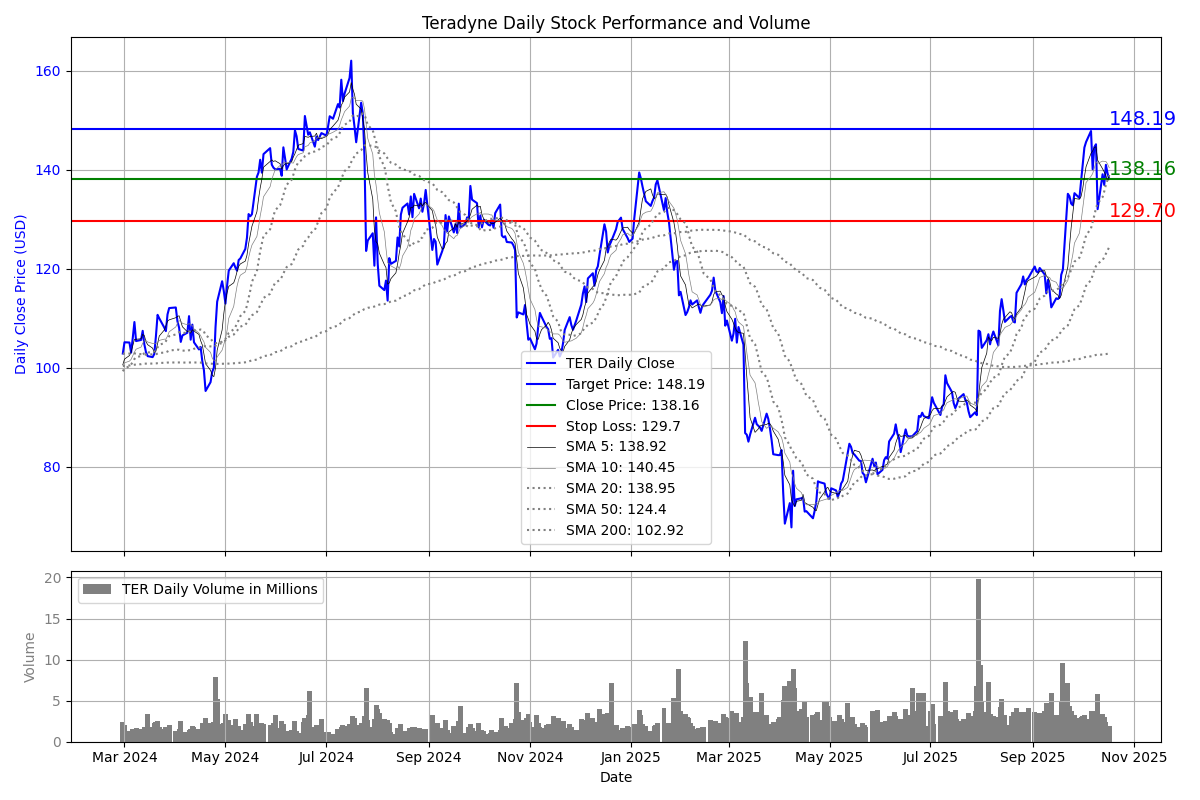 Teradyne Daily Stock Performance and Volume
160
140
120
100
80
Daily Close Price (USD)
148.19
138.16
129.70
TER Daily Close
Target Price: 148.19
Close Price: 138.16
Stop Loss: 129.7
SMA 5: 138.92
SMA 10: 140.45
SMA 20: 138.95
SMA 50: 124.4
SMA 200: 102.92
20
15
10
5
0
Volume
TER Daily Volume in Millions
Mar 2024 May 2024 Jul 2024 Sep 2024 Nov 2024 Jan 2025 Mar 2025 May 2025 Jul 2025 Sep 2025 Nov 2025
Date